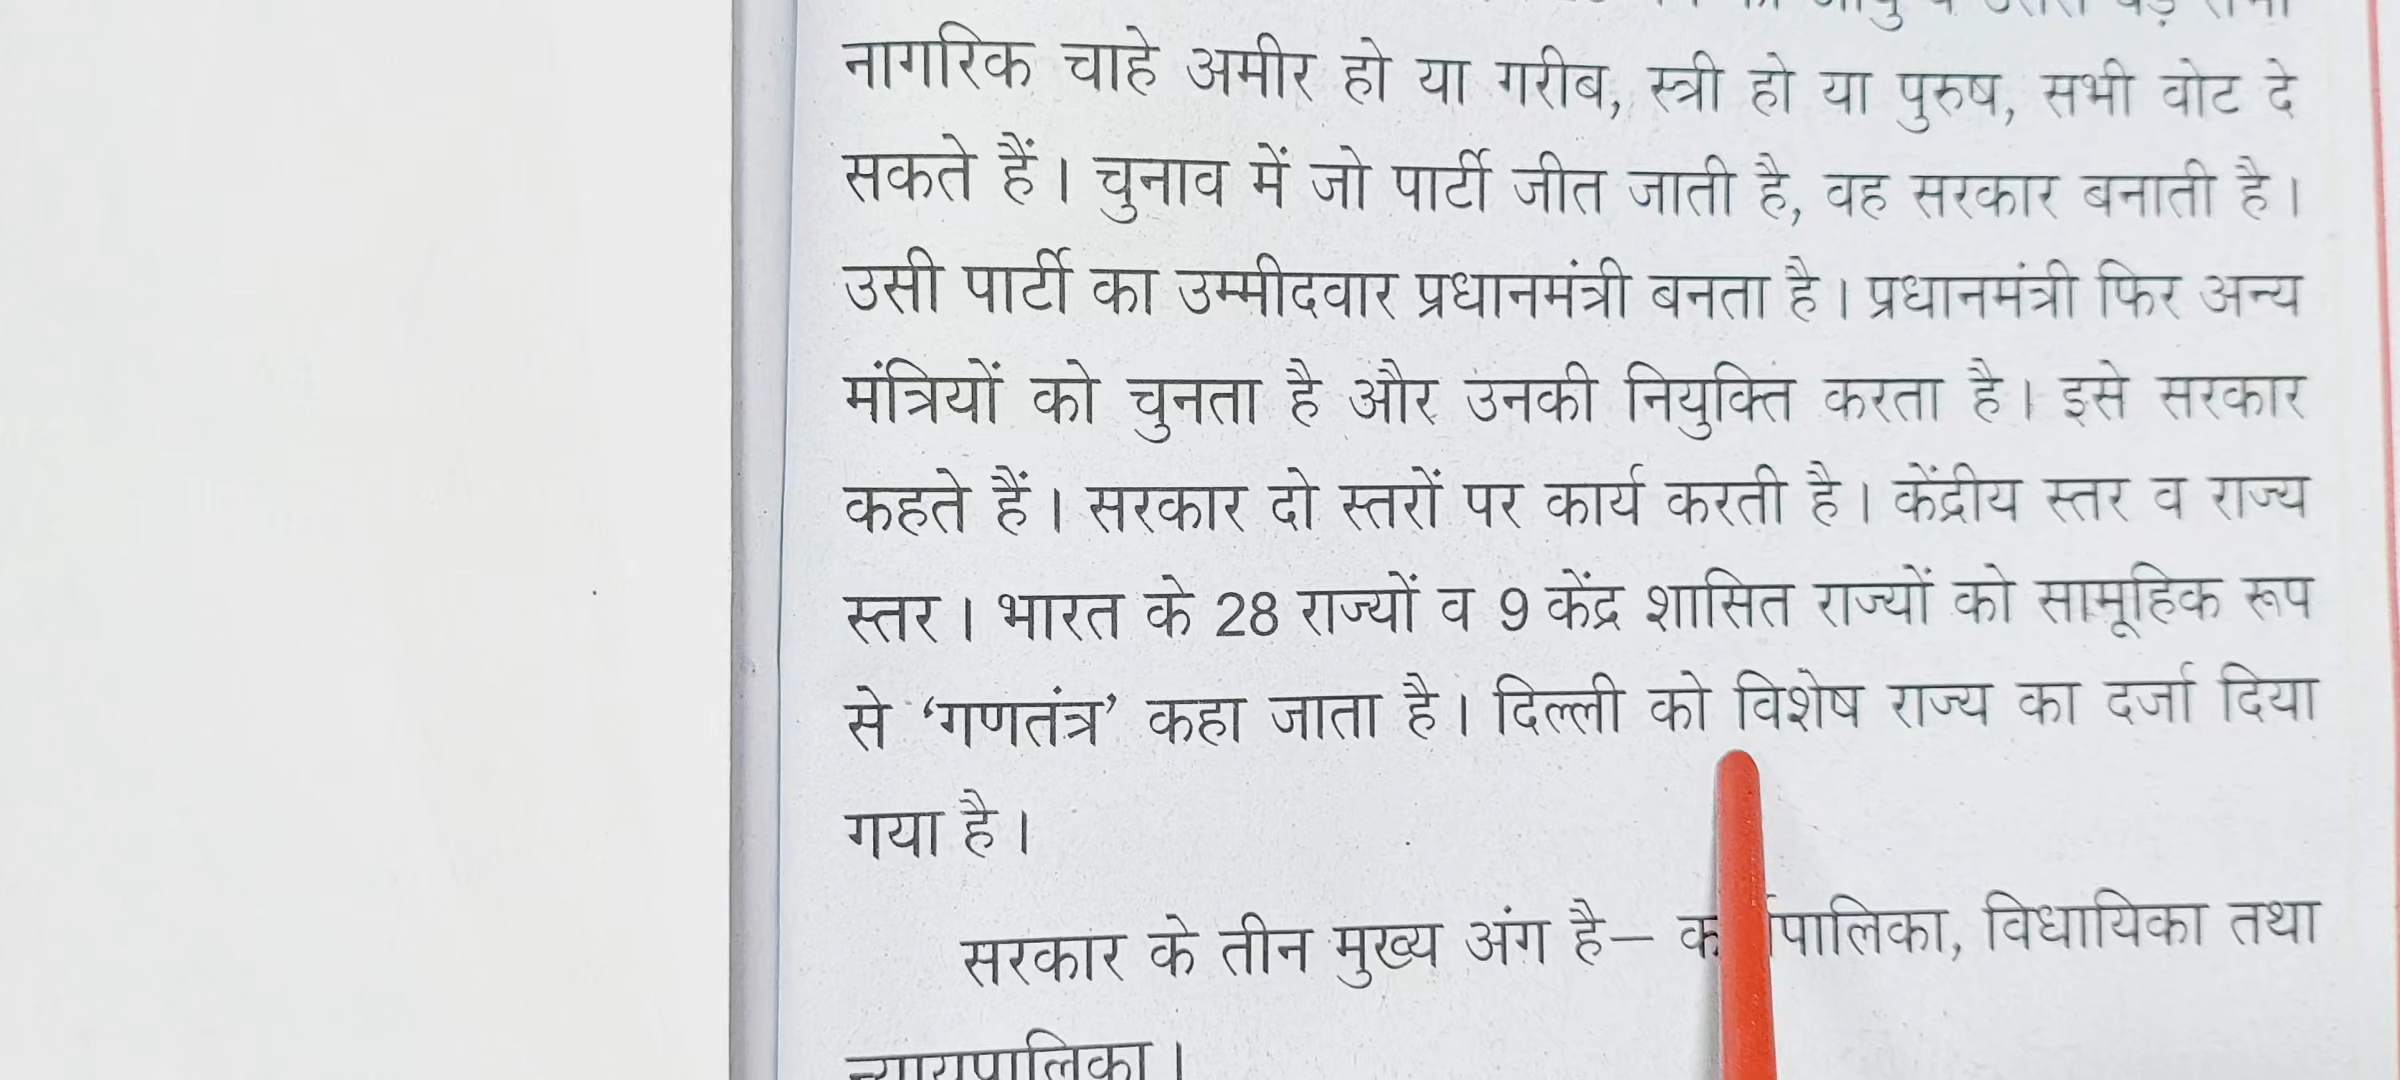 नागरिक चाहे अमीर हो या गरीब, स्त्री हो या पुरुष, सभी वोट दे
सकते हैं। चुनाव में जो पार्टी जीत जाती है, वह सरकार बनाती है।
उसी पार्टी का उम्मीदवार प्रधानमंत्री बनता है। प्रधानमंत्री फिर अन्य
मंत्रियों को चुनता है और उनकी नियुक्ति करता है। इसे सरकार
कहते हैं। सरकार दो स्तरों पर कार्य करती है। केंद्रीय स्तर व राज्य
स्तर। भारत के 28 राज्यों व 9 केंद्र शासित राज्यों को सामूहिक रूप
से ‘गणतंत्र’ कहा जाता है। दिल्ली को विशेष राज्य का दर्जा दिया
गया है।
सरकार के तीन मुख्य अंग है– कार्यपालिका, विधायिका तथा
न्यायपालिका।